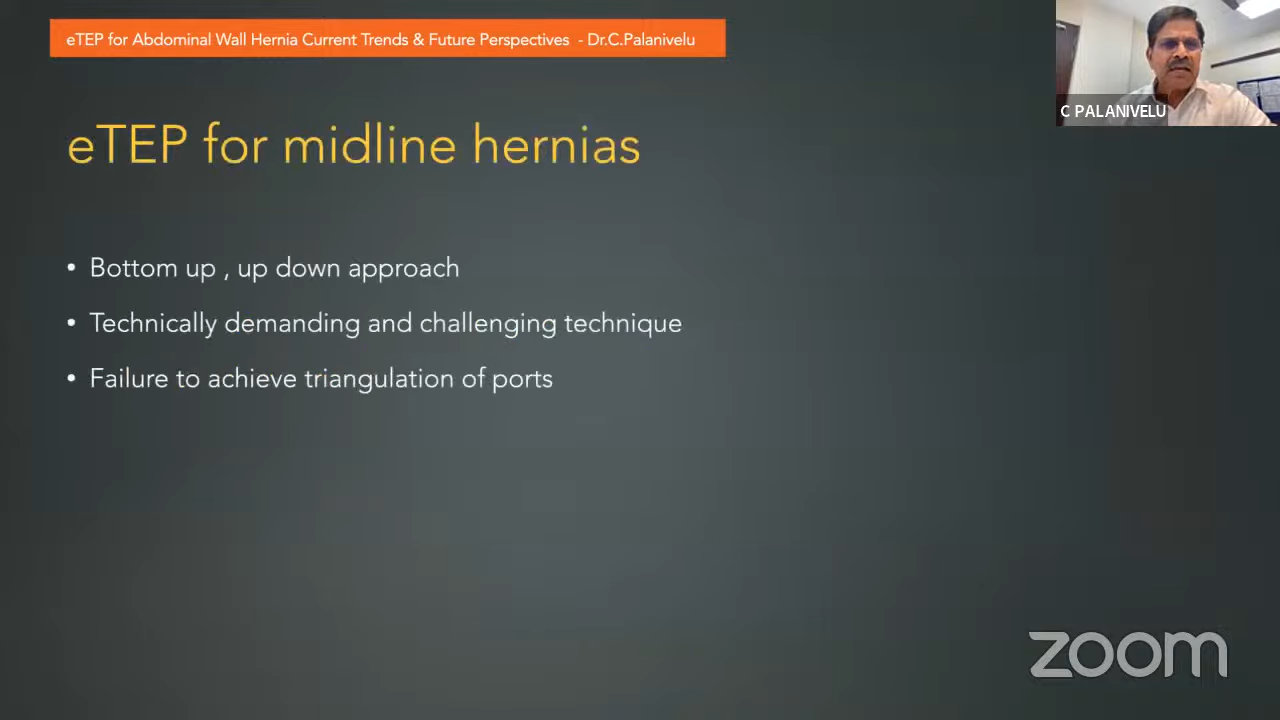 eTEP for Abdominal Wall Hernia Current Trends & Future Perspectives - Dr.C.Palanivelu
C PALANIVELU
eTEP for midline hernias
• Bottom up , up down approach
• Technically demanding and challenging technique
• Failure to achieve triangulation of ports
zoom